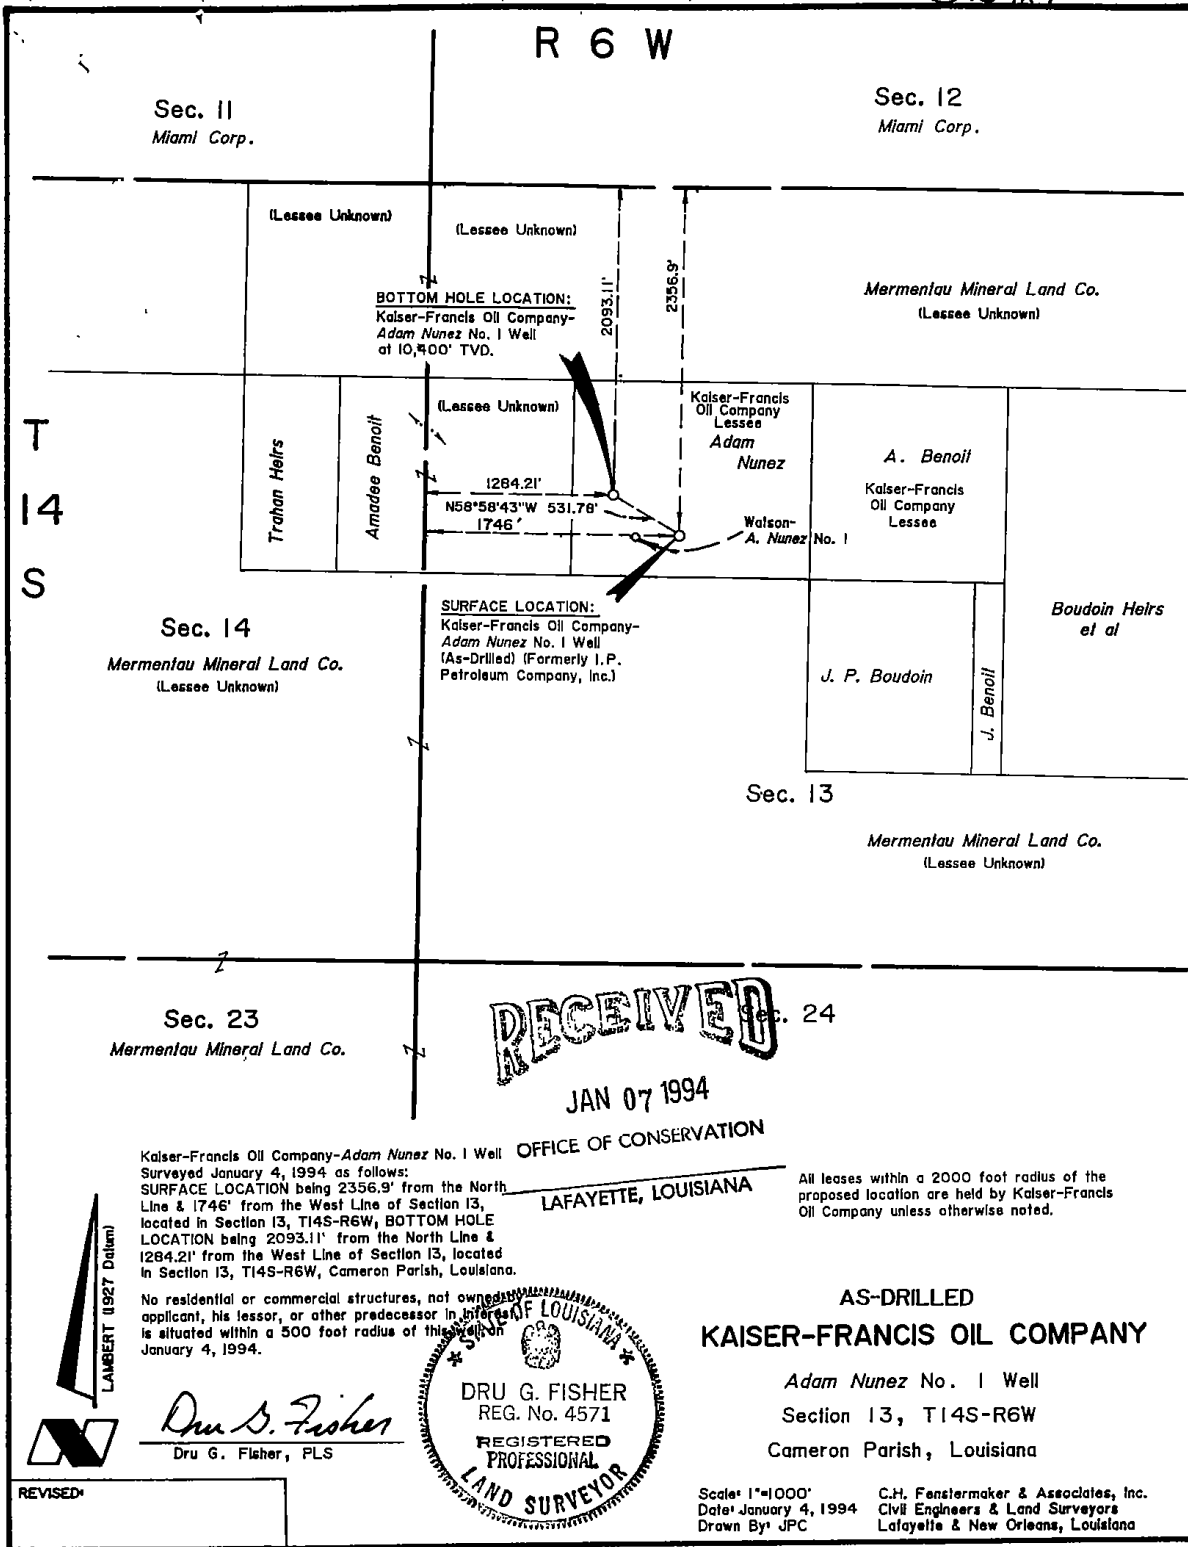 R 6 W
Sec. 11
Miami Corp.
Sec. 12
Miami Corp.
(Lessee Unknown)
(Lessee Unknown)
2093.11'
2356.9'
Mermentau Mineral Land Co.
(Lessee Unknown)
BOTTOM HOLE LOCATION:
Kaiser-Francis Oil Company-
Adam Nunez No. 1 Well
at 10,400' TVD.
T
14
S
Trahan Heirs
Amadee Benoit
(Lessee Unknown)
Kaiser-Francis
Oil Company
Lessee
Adam
Nunez
A. Benoit
Kaiser-Francis
Oil Company
Lessee
1284.21'
N58°58'43"W 531.78'
1746'
Watson-
A. Nunez No. 1
SURFACE LOCATION:
Kaiser-Francis Oil Company-
Adam Nunez No. 1 Well
(As-Drilled) (Formerly I.P.
Petroleum Company, Inc.)
Sec. 14
Mermentau Mineral Land Co.
(Lessee Unknown)
J. P. Boudoin
J. Benoit
Boudoin Heirs
et al
Sec. 13
Mermentau Mineral Land Co.
(Lessee Unknown)
Sec. 23
Mermentau Mineral Land Co.
Sec. 24
RECEIVED
JAN 07 1994
OFFICE OF CONSERVATION
LAFAYETTE, LOUISIANA
Kaiser-Francis Oil Company-Adam Nunez No. 1 Well
Surveyed January 4, 1994 as follows:
SURFACE LOCATION being 2356.9' from the North
Line & 1746' from the West Line of Section 13,
located in Section 13, T14S-R6W, BOTTOM HOLE
LOCATION being 2093.11' from the North Line &
1284.21' from the West Line of Section 13, located
in Section 13, T14S-R6W, Cameron Parish, Louisiana.
No residential or commercial structures, not owned by
applicant, his lessor, or other predecessor in interest,
is situated within a 500 foot radius of this well on
January 4, 1994.
All leases within a 2000 foot radius of the
proposed location are held by Kaiser-Francis
Oil Company unless otherwise noted.
LAMBERT (1927 Datum)
Dru G. Fisher
Dru G. Fisher, PLS
STATE OF LOUISIANA
DRU G. FISHER
REG. No. 4571
REGISTERED
PROFESSIONAL
LAND SURVEYOR
AS-DRILLED
KAISER-FRANCIS OIL COMPANY
Adam Nunez No. 1 Well
Section 13, T14S-R6W
Cameron Parish, Louisiana
Scale: 1"=1000'
Date: January 4, 1994
Drawn By: JPC
C.H. Fenstermaker & Associates, Inc.
Civil Engineers & Land Surveyors
Lafayette & New Orleans, Louisiana
REVISED: